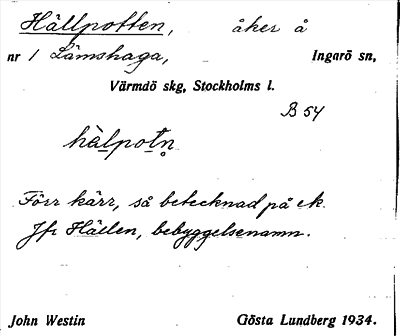 Hällpotten, åker å
nr 1 Lämshaga, Ingarö sn,
Värmdö skg, Stockholms l.
B 54
hälpotn
Förr kärr, så betecknad på ek.
Jfr Hällen, bebyggelsenamn.
John Westin Gösta Lundberg 1934.